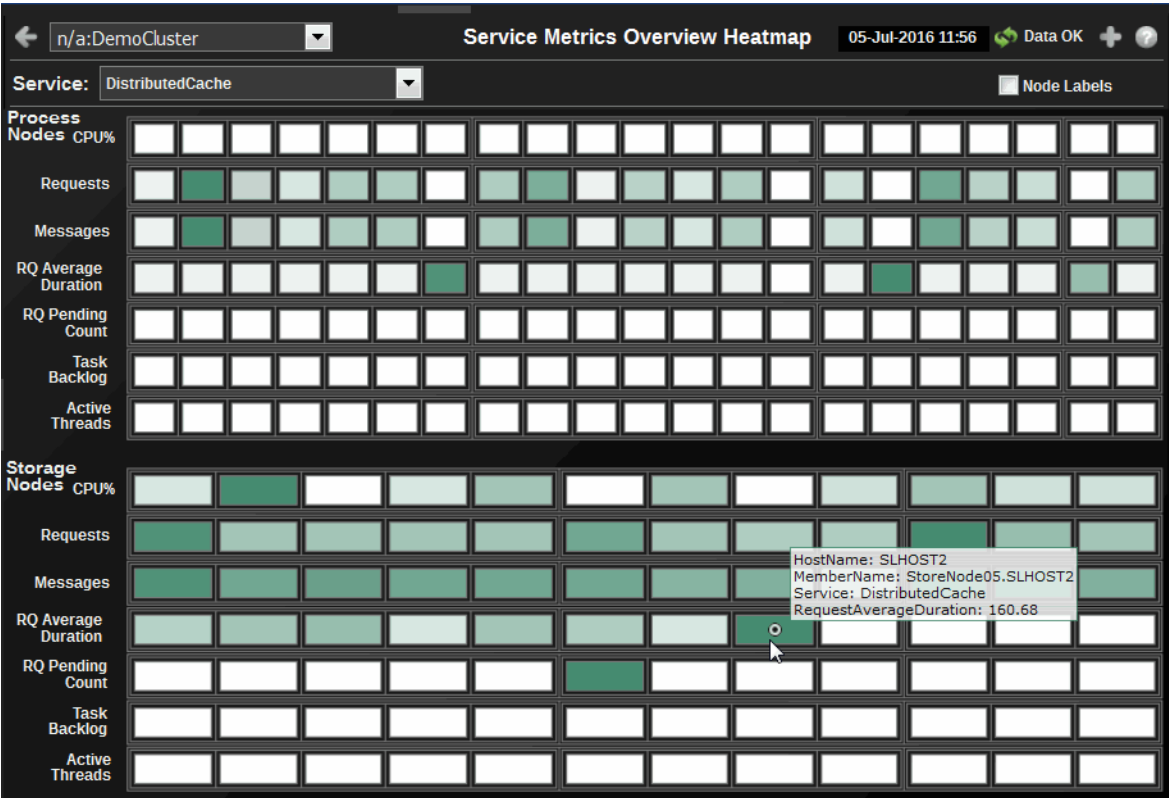 n/a:DemoCluster
Service Metrics Overview Heatmap
05-Jul-2016 11:56
Data OK
?
Service:
DistributedCache
Node Labels
Process
Nodes CPU%
Requests
Messages
RQ Average
Duration
RQ Pending
Count
Task
Backlog
Active
Threads
Storage
Nodes CPU%
Requests
Messages
RQ Average
Duration
RQ Pending
Count
Task
Backlog
Active
Threads
HostName: SLHOST2
MemberName: StoreNode05.SLHOST2
Service: DistributedCache
RequestAverageDuration: 160.68